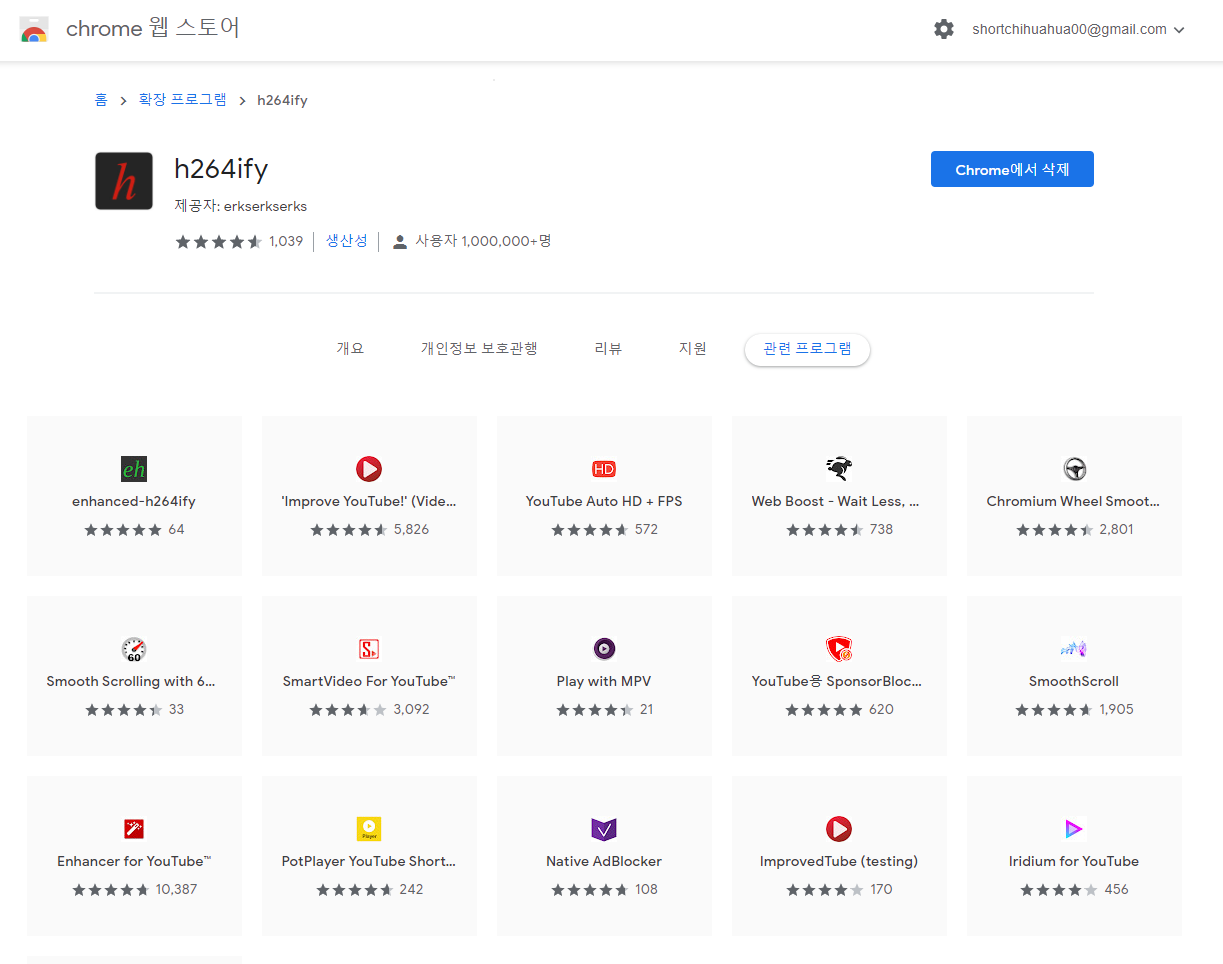 chrome 웹 스토어
shortchihuahua00@gmail.com
홈 > 확장 프로그램 > h264ify
h
h264ify
Chrome에서 삭제
제공자: erkserkserks
1,039 생산성 사용자 1,000,000+명
개요 개인정보 보호관행 리뷰 지원 관련 프로그램
eh
HD
enhanced-h264ify
'Improve YouTube!' (Vide...
YouTube Auto HD + FPS
Web Boost - Wait Less, ...
Chromium Wheel Smoot...
64
5,826
572
738
2,801
60
S
Smooth Scrolling with 6...
SmartVideo For YouTube™
Play with MPV
YouTube용 SponsorBloc...
SmoothScroll
33
3,092
21
620
1,905
Player
Enhancer for YouTube™
PotPlayer YouTube Short...
Native AdBlocker
ImprovedTube (testing)
Iridium for YouTube
10,387
242
108
170
456